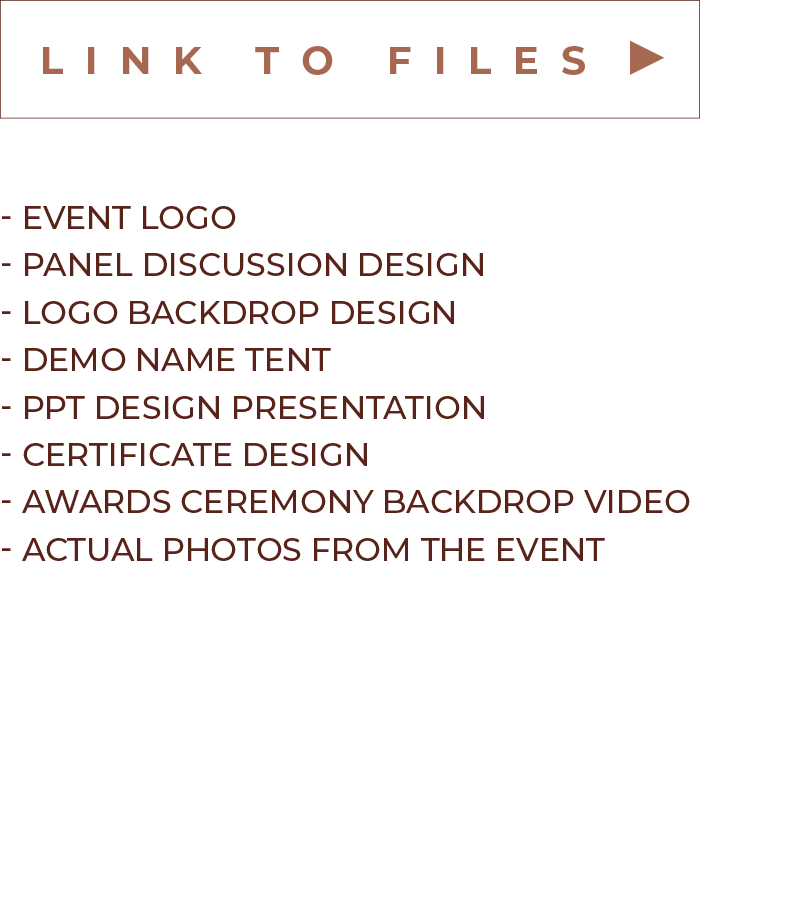 LINK TO FILES ▶
- EVENT LOGO
- PANEL DISCUSSION DESIGN
- LOGO BACKDROP DESIGN
- DEMO NAME TENT
- PPT DESIGN PRESENTATION
- CERTIFICATE DESIGN
- AWARDS CEREMONY BACKDROP VIDEO
- ACTUAL PHOTOS FROM THE EVENT